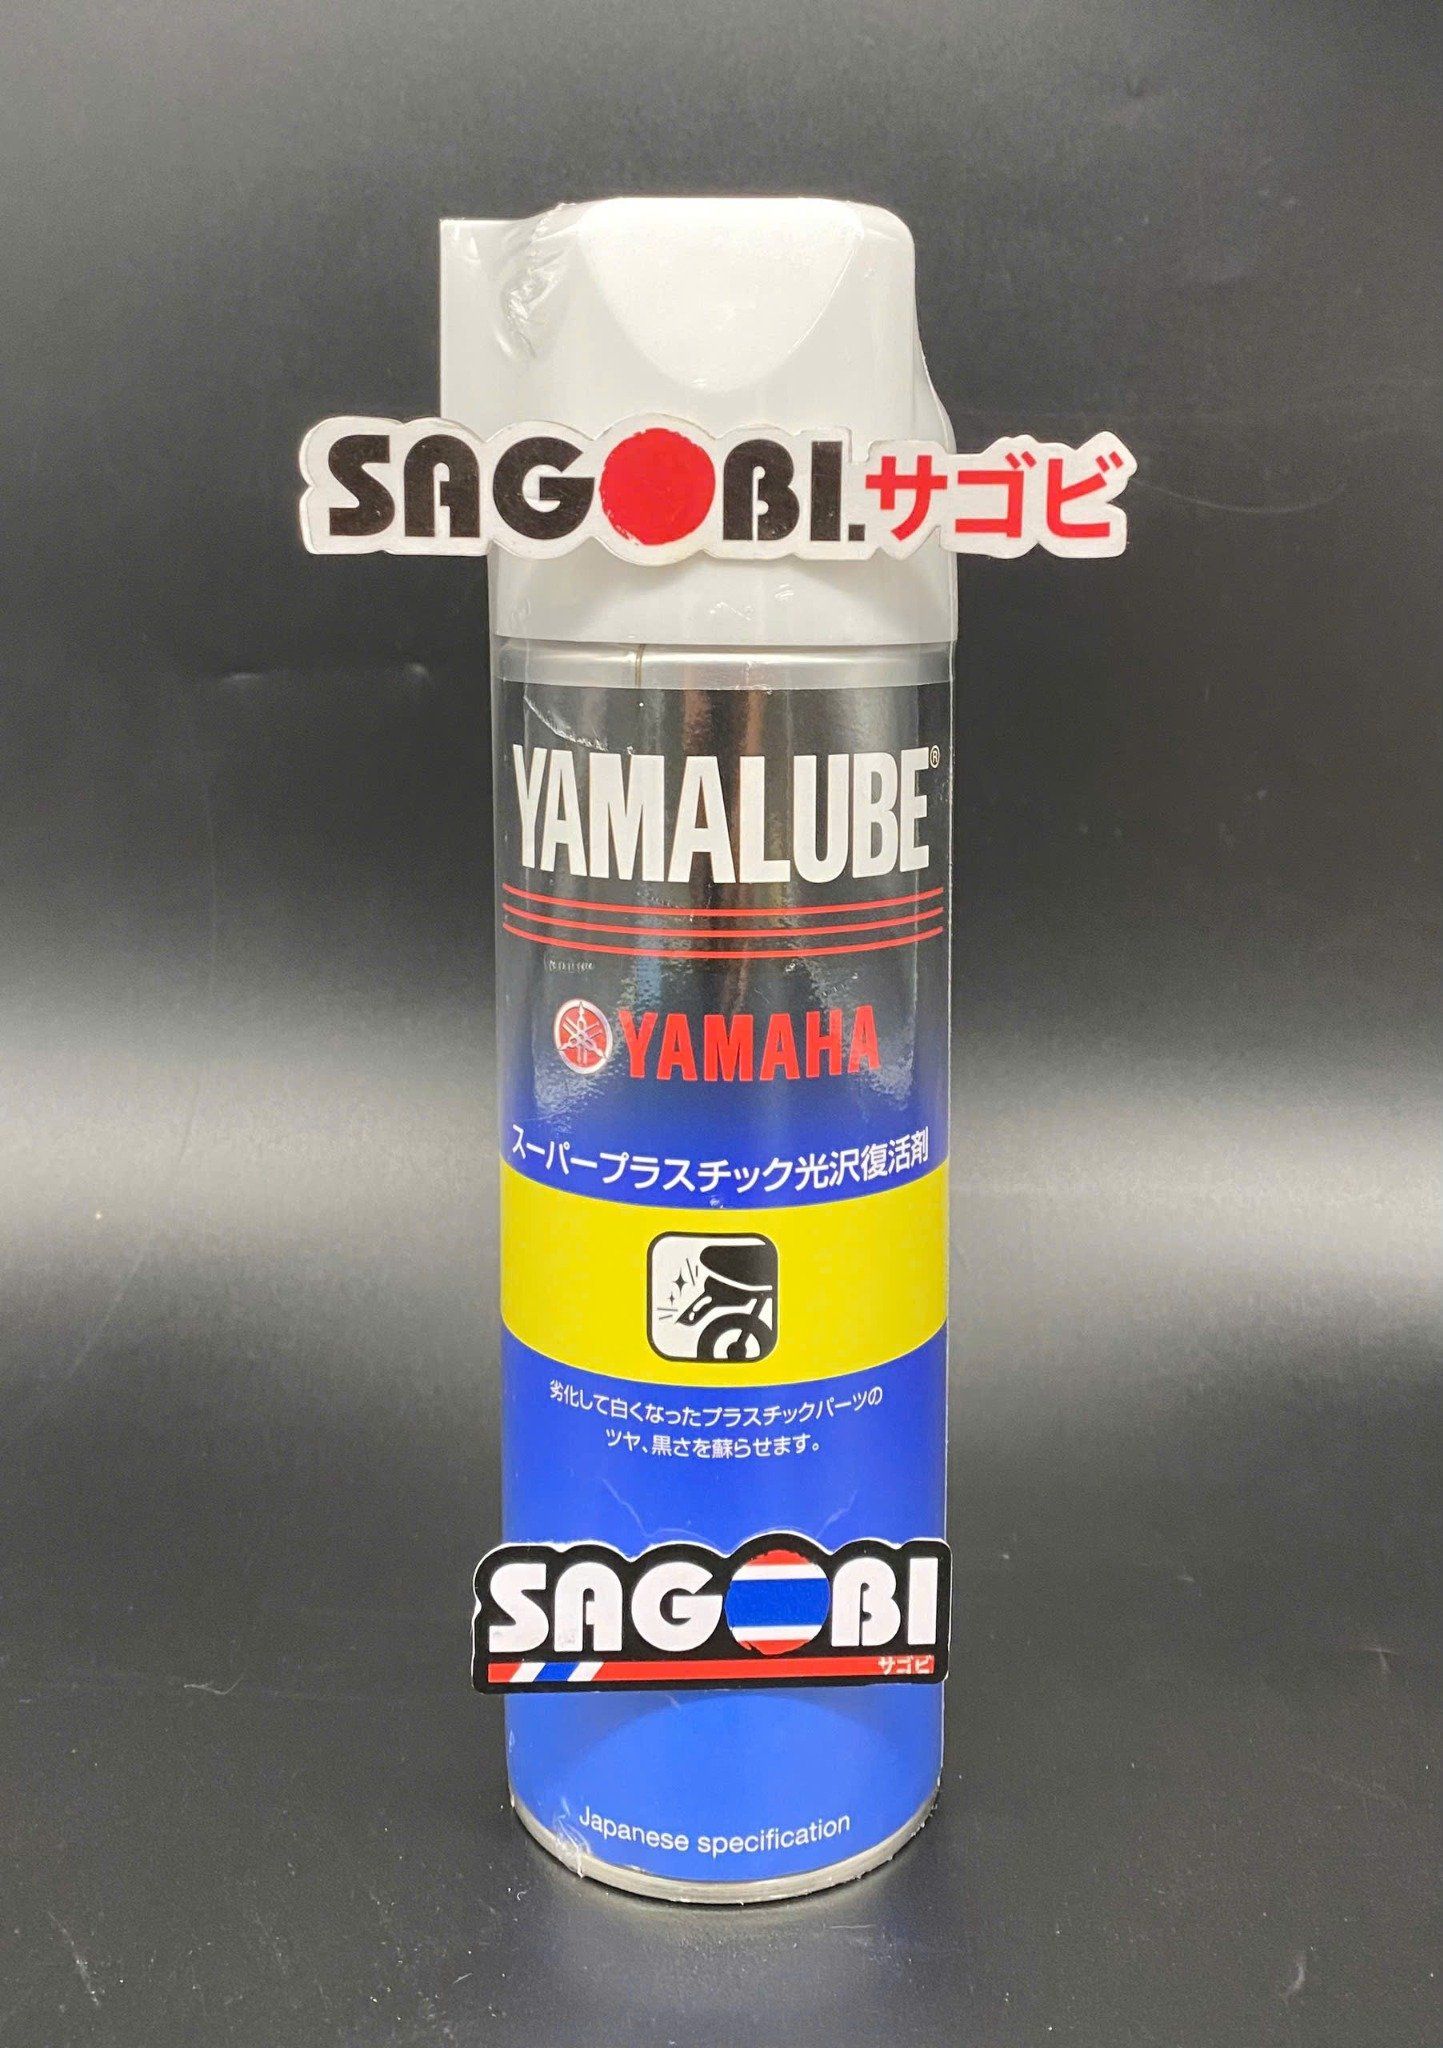 SAGOBI.サゴビ
YAMALUBE®
YAMAHA
スーパープラスチック光沢復活剤
劣化して白くなったプラスチックパーツの
ツヤ、黒さを蘇らせます。
SAGOBI
サゴビ
Japanese specification